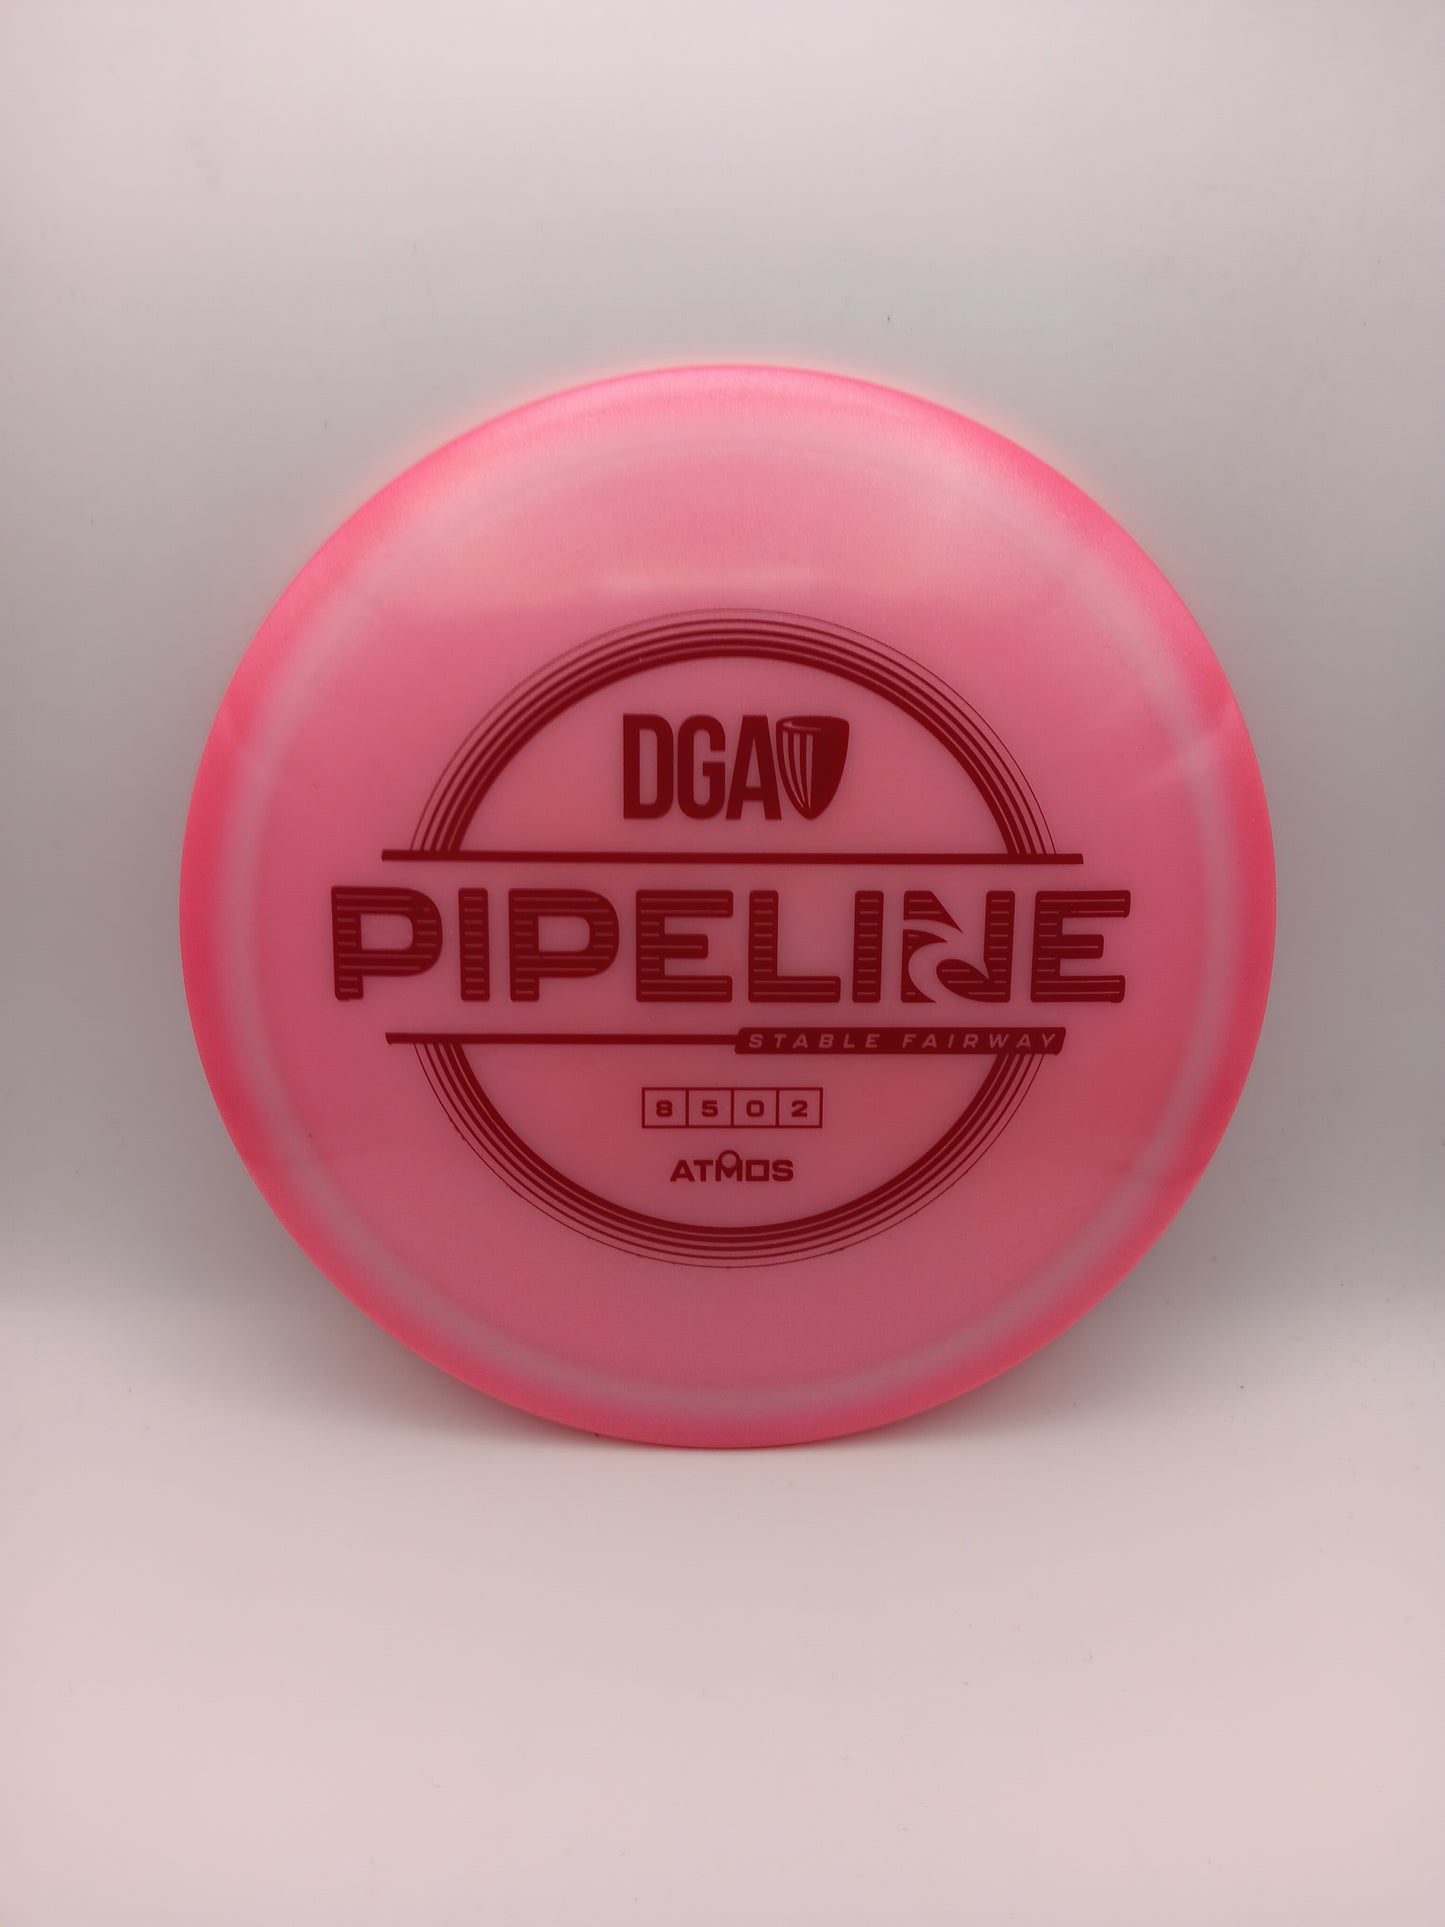 DGA
PIPELINE
STABLE FAIRWAY
8 5 0 2
ATMOS